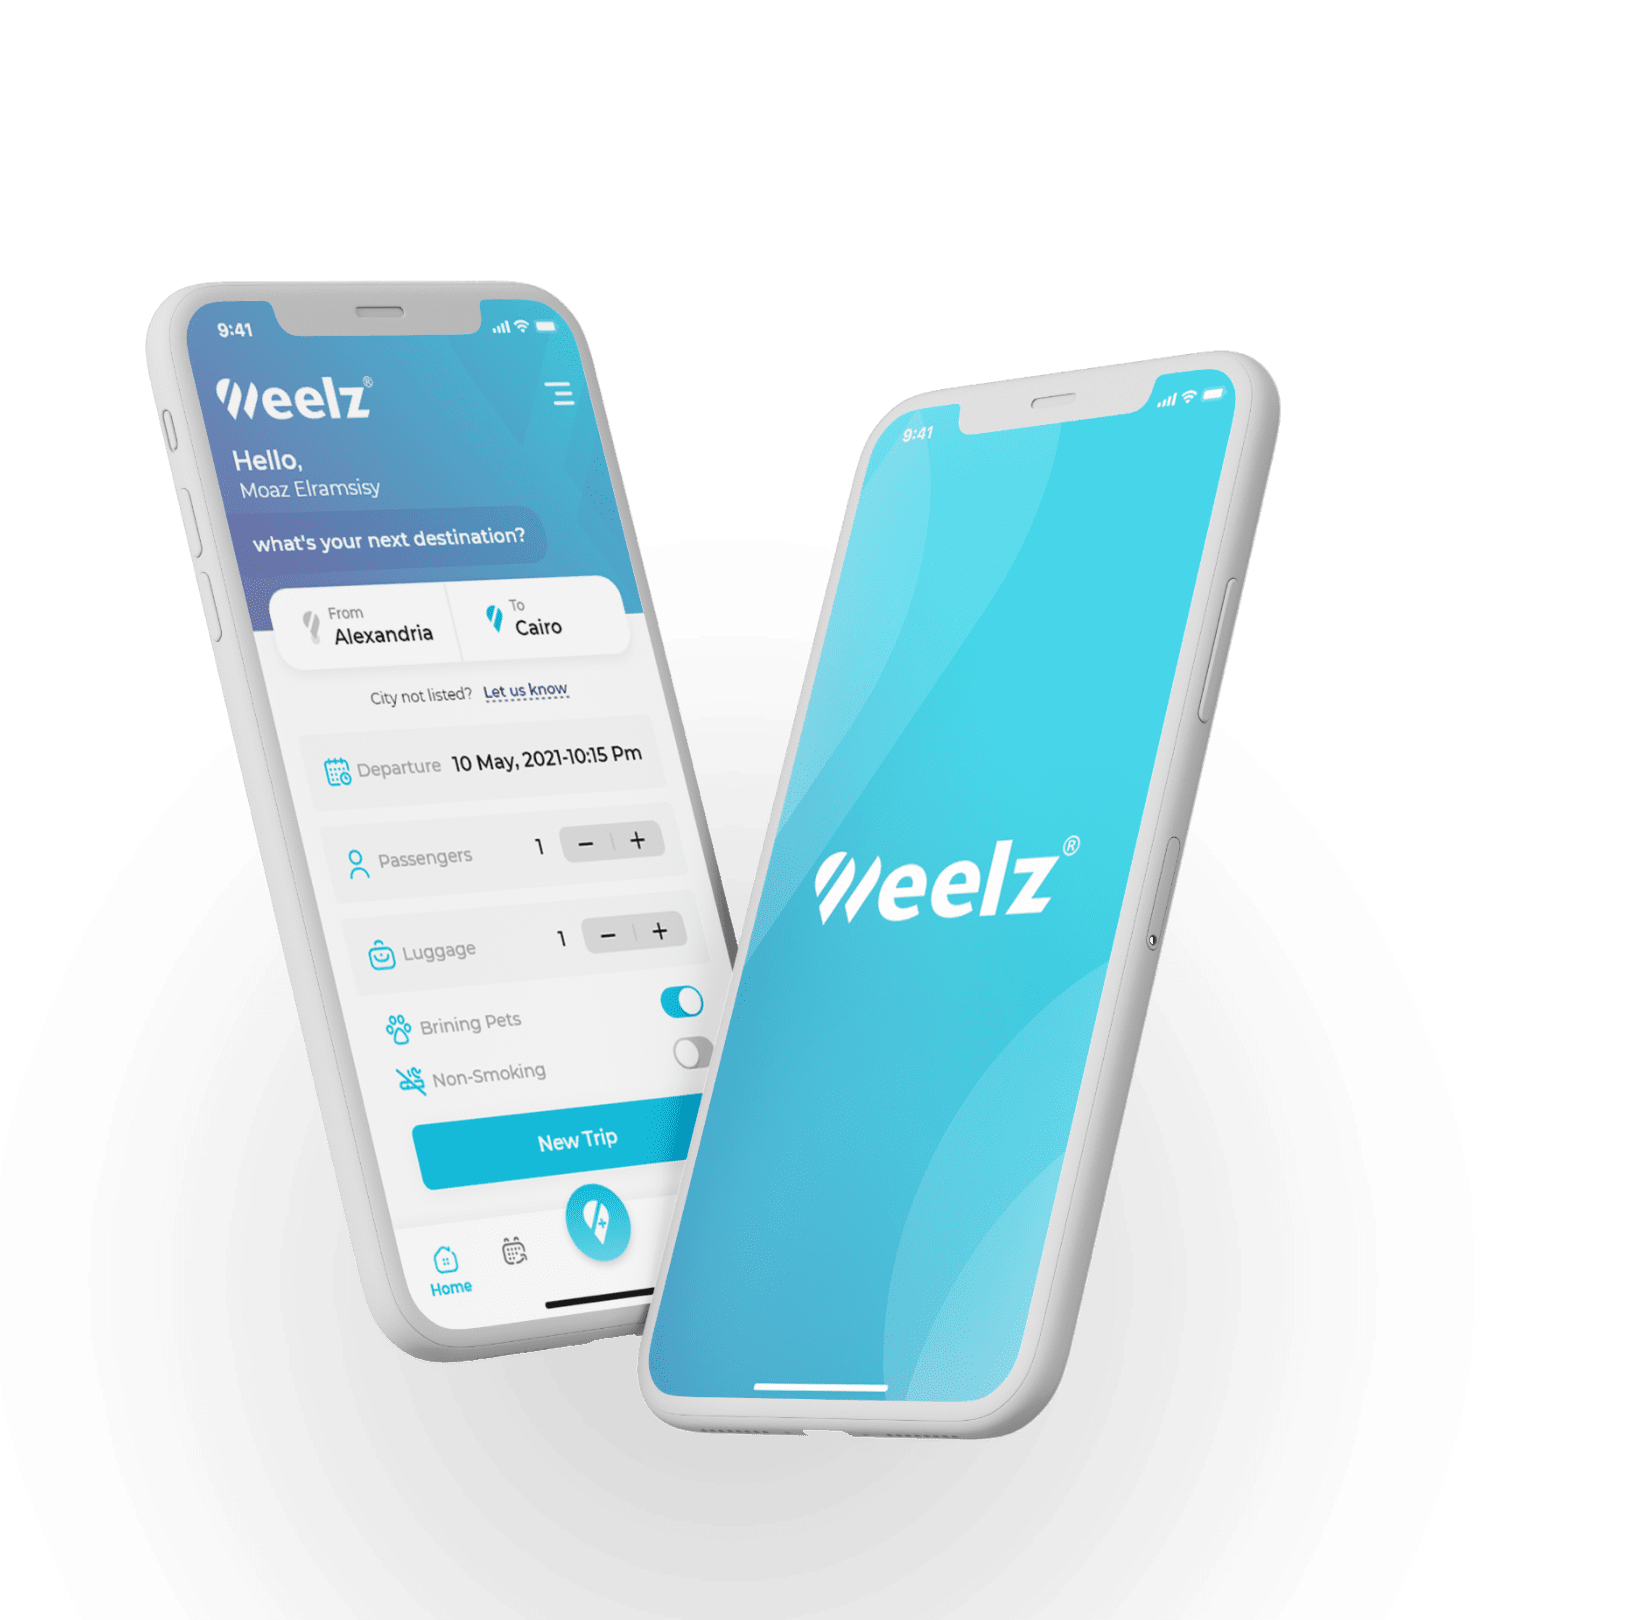 9:41
Weelz®
Hello,
Moaz Elramsisy
what's your next destination?
From
Alexandria
To
Cairo
City not listed? Let us know
Departure 10 May, 2021-10:15 Pm
Passengers 1 − +
Luggage 1 − +
Brining Pets
Non-Smoking
New Trip
Home
9:41
Weelz®